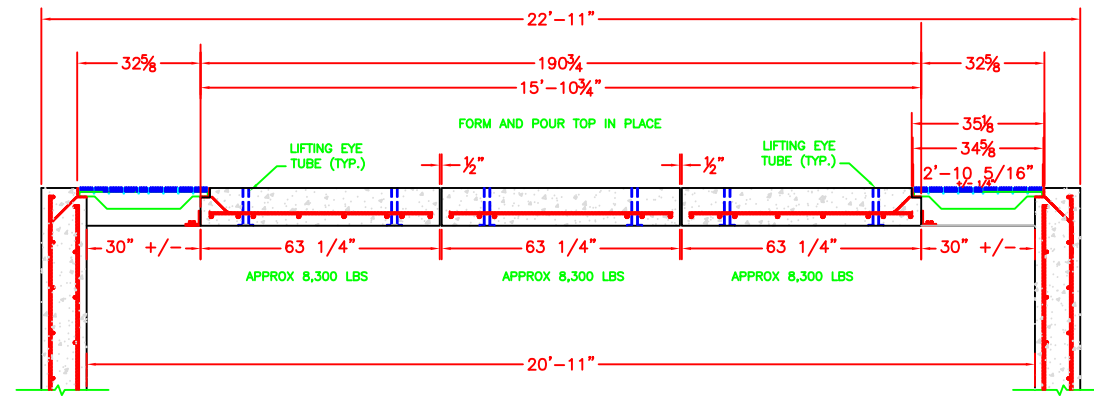 22'-11"
32⅝
190¾
32⅝
15'-10¾"
FORM AND POUR TOP IN PLACE
35⅛
34⅝
LIFTING EYE
TUBE (TYP.)
½"
½"
LIFTING EYE
TUBE (TYP.)
2'-10 5/16"
+/- 1/4"
30" +/-
63 1/4"
63 1/4"
63 1/4"
30" +/-
APPROX 8,300 LBS
APPROX 8,300 LBS
APPROX 8,300 LBS
20'-11"